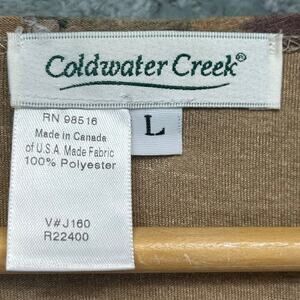 Coldwater Creek®
RN 98516
Made in Canada
of U.S.A. Made Fabric
100% Polyester
L
V#J160
R22400